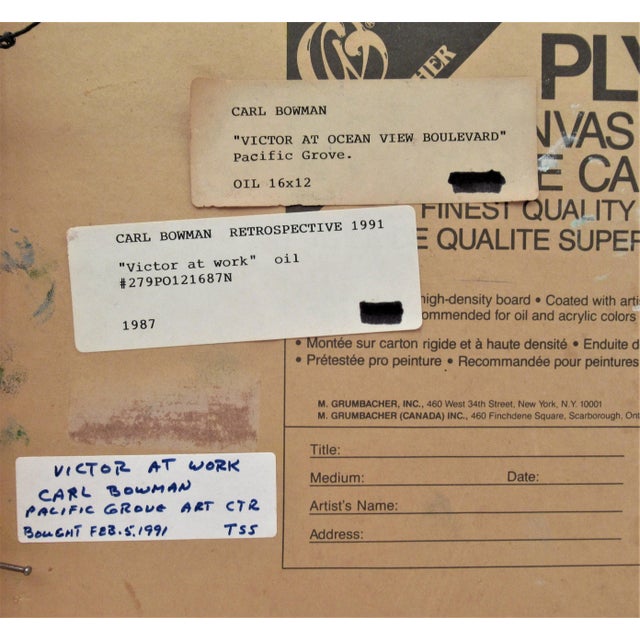 HER
PLY
CARL BOWMAN
"VICTOR AT OCEAN VIEW BOULEVARD"
Pacific Grove.
OIL 16x12
NVAS
E CA
FINEST QUALITY
E QUALITE SUPER
CARL BOWMAN RETROSPECTIVE 1991
"Victor at work" oil
#279PO121687N
1987
high-density board • Coated with arti
ommended for oil and acrylic colors
• Montée sur carton rigide et à haute densité • Enduite d
• Prétestée pro peinture • Recommandée pour peintures
M. GRUMBACHER, INC., 460 West 34th Street, New York, N.Y. 10001
M. GRUMBACHER (CANADA) INC., 460 Finchdene Square, Scarborough, Ont
Title:
Medium: Date:
Artist's Name:
Address:
VICTOR AT WORK
CARL BOWMAN
PACIFIC GROVE ART CTR
BOUGHT FEB.5,1991 TSS